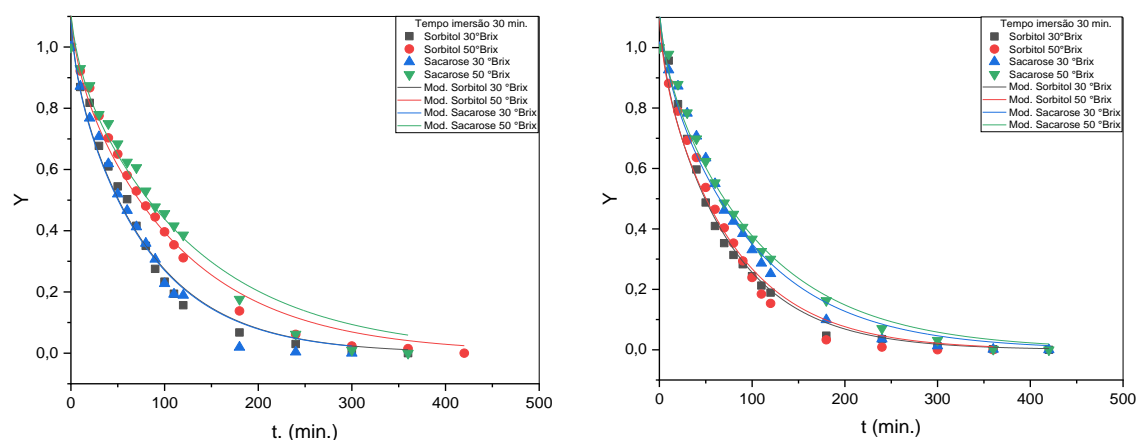 Tempo imersão 30 min.
Sorbitol 30°Brix
Sorbitol 50°Brix
Sacarose 30 °Brix
Sacarose 50 °Brix
Mod. Sorbitol 30 °Brix
Mod. Sorbitol 50 °Brix
Mod. Sacarose 30 °Brix
Mod. Sacarose 50 °Brix
1,0
0,8
0,6
0,4
0,2
0,0
Y
0 100 200 300 400 500
t. (min.)
Tempo imersão 30 min.
Sorbitol 30°Brix
Sorbitol 50°Brix
Sacarose 30 °Brix
Sacarose 50 °Brix
Mod. Sorbitol 30 °Brix
Mod. Sorbitol 50 °Brix
Mod. Sacarose 30 °Brix
Mod. Sacarose 50 °Brix
1,0
0,8
0,6
0,4
0,2
0,0
Y
0 100 200 300 400 500
t (min.)